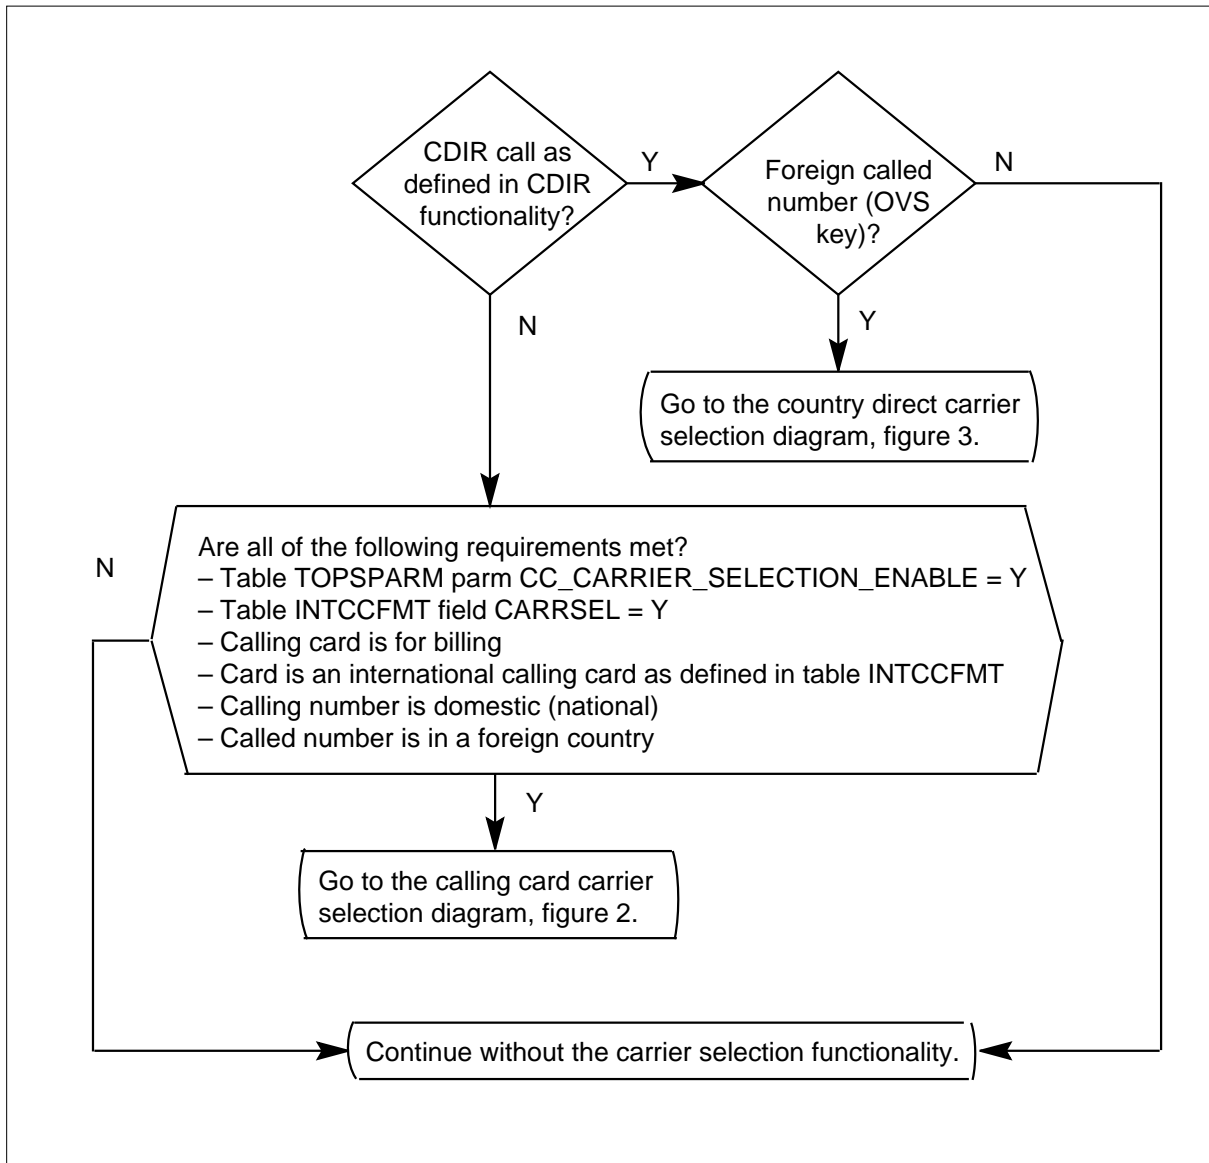 CDIR call as
defined in CDIR
functionality?
Y
Foreign called
number (OVS
key)?
N
N
Y
Go to the country direct carrier
selection diagram, figure 3.
N
Are all of the following requirements met?
– Table TOPSPARM parm CC_CARRIER_SELECTION_ENABLE = Y
– Table INTCCFMT field CARRSEL = Y
– Calling card is for billing
– Card is an international calling card as defined in table INTCCFMT
– Calling number is domestic (national)
– Called number is in a foreign country
Y
Go to the calling card carrier
selection diagram, figure 2.
Continue without the carrier selection functionality.